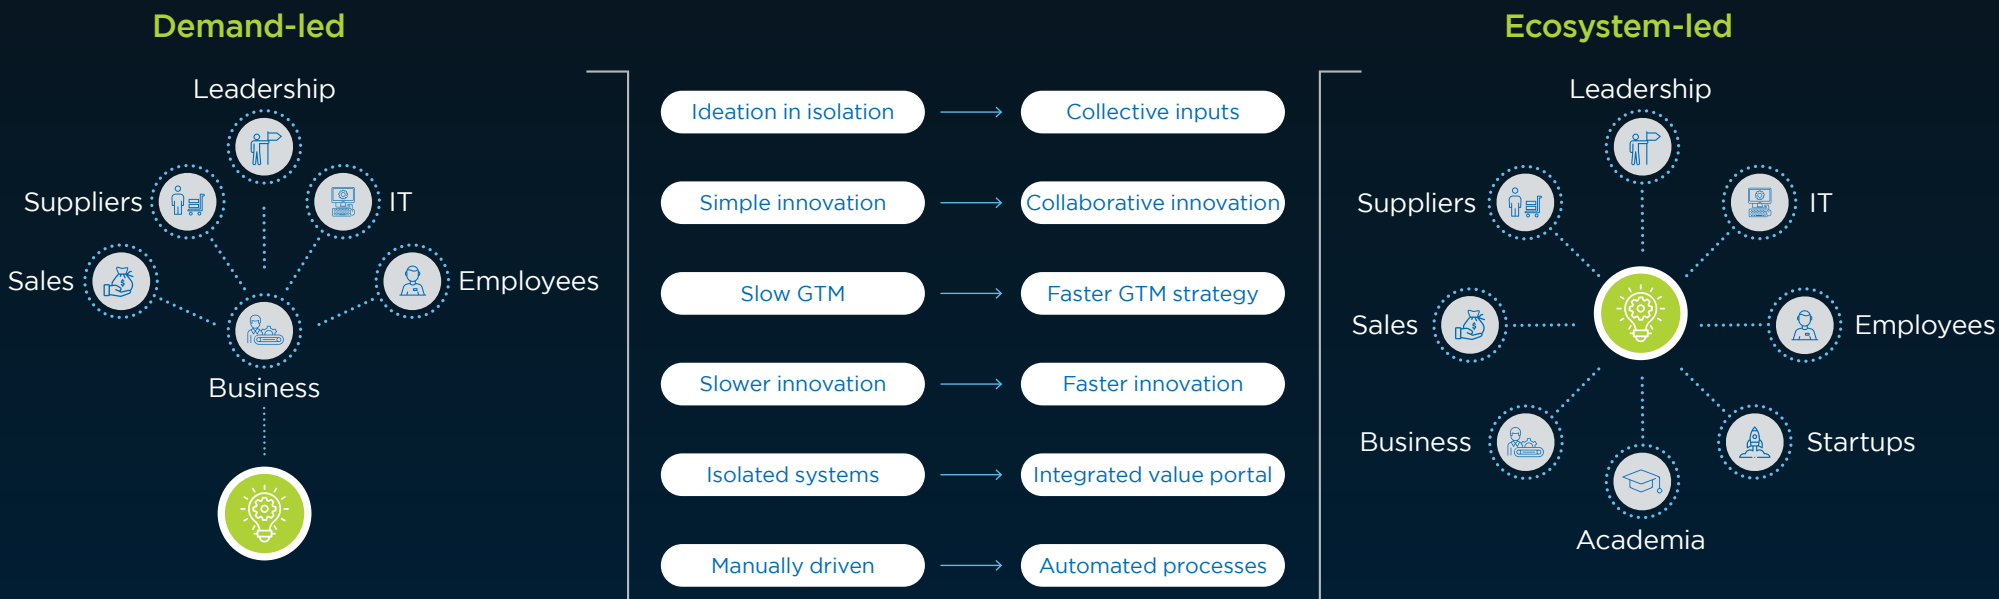 Demand-led
Leadership
Suppliers
IT
Sales
Employees
Business
Ideation in isolation
Collective inputs
Simple innovation
Collaborative innovation
Slow GTM
Faster GTM strategy
Slower innovation
Faster innovation
Isolated systems
Integrated value portal
Manually driven
Automated processes
Ecosystem-led
Leadership
Suppliers
IT
Sales
Employees
Business
Startups
Academia